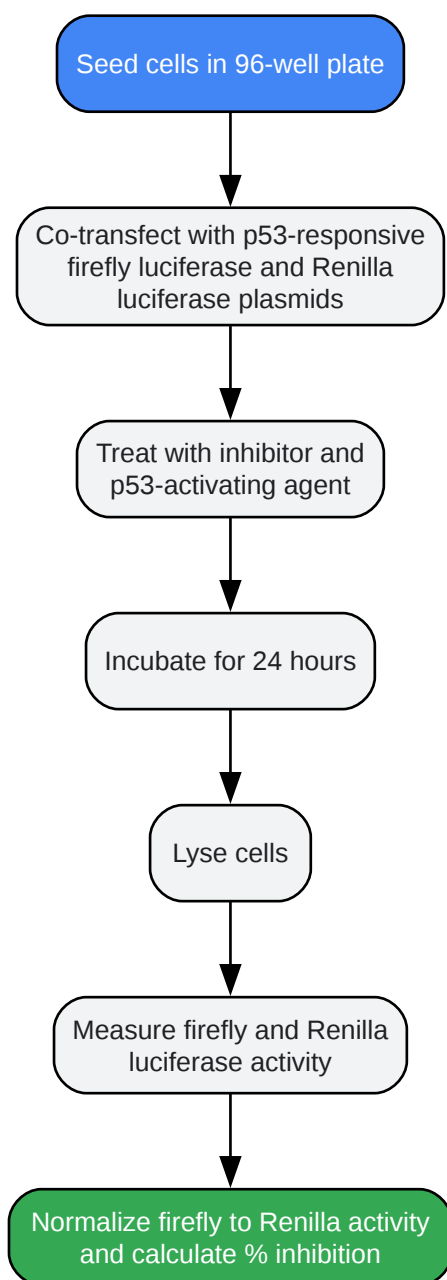 Seed cells in 96-well plate
Co-transfect with p53-responsive
firefly luciferase and Renilla
luciferase plasmids
Treat with inhibitor and
p53-activating agent
Incubate for 24 hours
Lyse cells
Measure firefly and Renilla
luciferase activity
Normalize firefly to Renilla activity
and calculate % inhibition